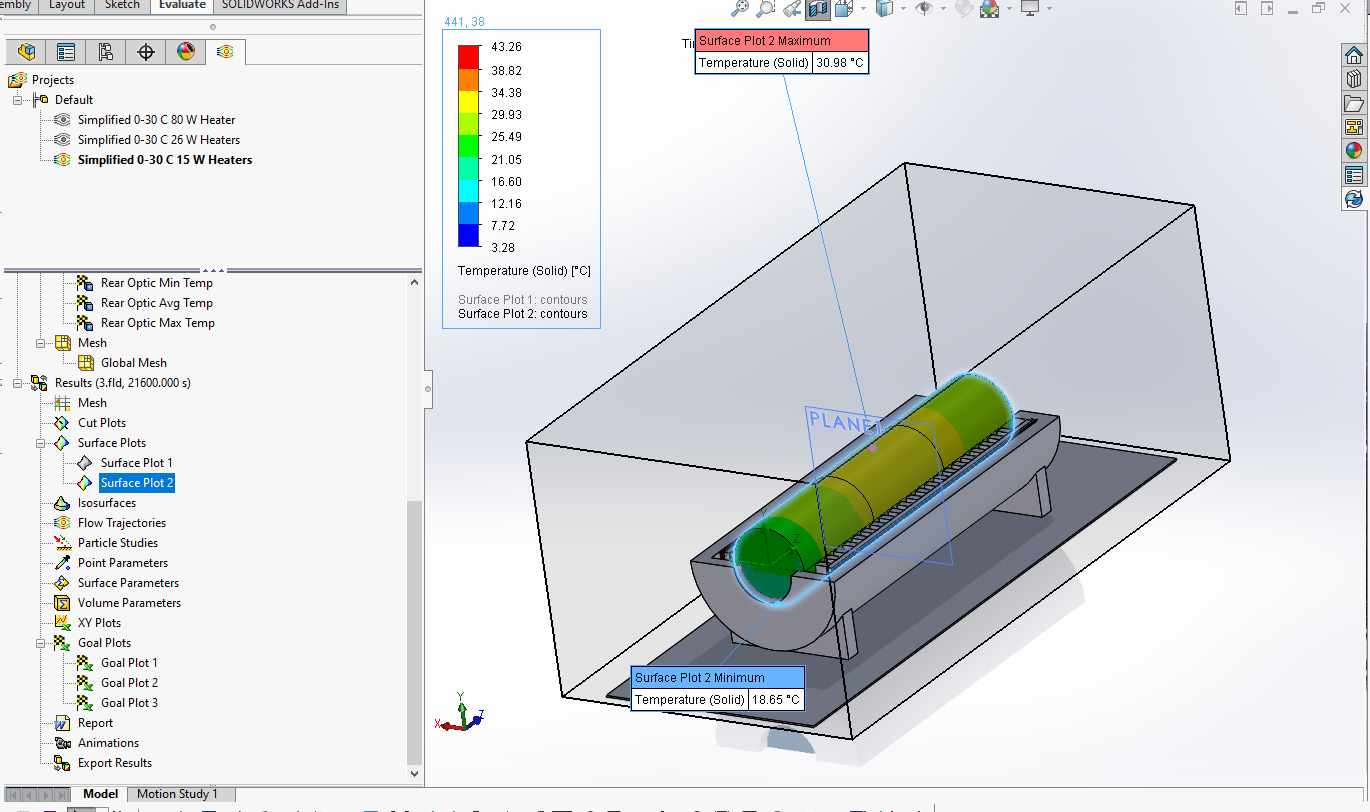 embly Layout Sketch Evaluate SOLIDWORKS Add-Ins
Projects
Default
Simplified 0-30 C 80 W Heater
Simplified 0-30 C 26 W Heaters
Simplified 0-30 C 15 W Heaters
Rear Optic Min Temp
Rear Optic Avg Temp
Rear Optic Max Temp
Mesh
Global Mesh
Results (3.fld, 21600.000 s)
Mesh
Cut Plots
Surface Plots
Surface Plot 1
Surface Plot 2
Isosurfaces
Flow Trajectories
Particle Studies
Point Parameters
Surface Parameters
Volume Parameters
XY Plots
Goal Plots
Goal Plot 1
Goal Plot 2
Goal Plot 3
Report
Animations
Export Results
Model Motion Study 1
441, 38
43.26
38.82
34.38
29.93
25.49
21.05
16.60
12.16
7.72
3.28
Temperature (Solid) [°C]
Surface Plot 1: contours
Surface Plot 2: contours
Ti
Surface Plot 2 Maximum
Temperature (Solid) 30.98 °C
PLANE1
Z
Surface Plot 2 Minimum
Temperature (Solid) 18.65 °C
Y
X
Z